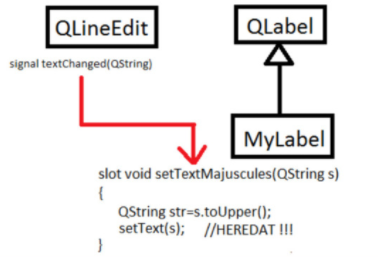 QLineEdit
QLabel
signal textChanged(QString)
MyLabel
slot void setTextMajuscules(QString s)
{
QString str=s.toUpper();
setText(s); //HEREDAT !!!
}